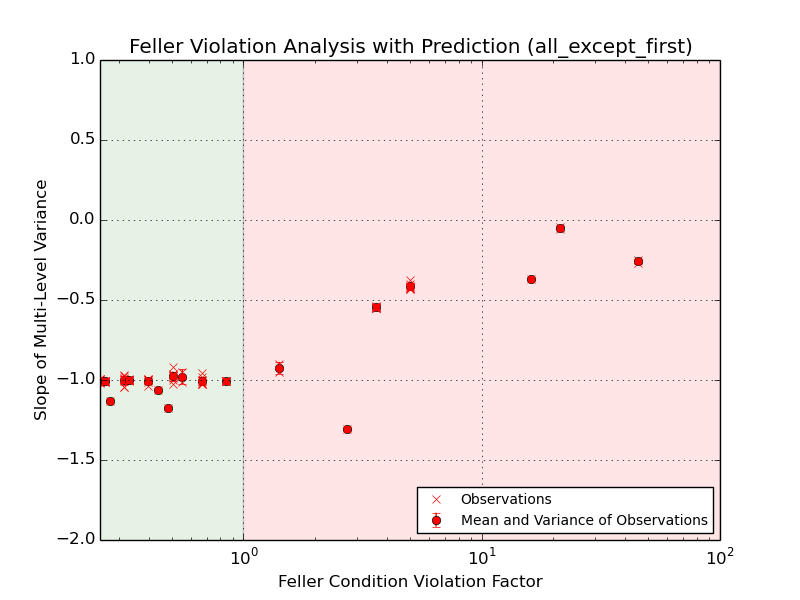 Feller Violation Analysis with Prediction (all_except_first)
1.0
0.5
0.0
−0.5
−1.0
−1.5
−2.0
Slope of Multi-Level Variance
Observations
Mean and Variance of Observations
10⁰ 10¹ 10²
Feller Condition Violation Factor